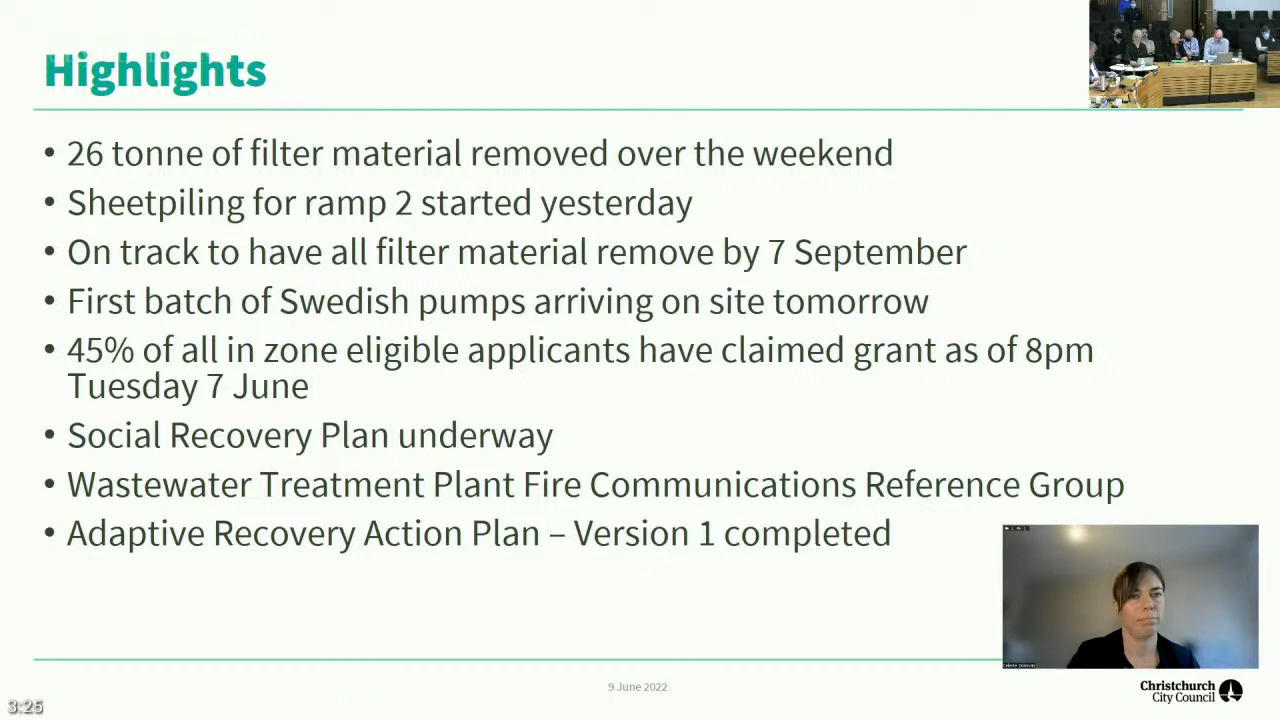 Highlights
• 26 tonne of filter material removed over the weekend
• Sheetpiling for ramp 2 started yesterday
• On track to have all filter material remove by 7 September
• First batch of Swedish pumps arriving on site tomorrow
• 45% of all in zone eligible applicants have claimed grant as of 8pm
Tuesday 7 June
• Social Recovery Plan underway
• Wastewater Treatment Plant Fire Communications Reference Group
• Adaptive Recovery Action Plan – Version 1 completed
9 June 2022
Christchurch
City Council
3:25